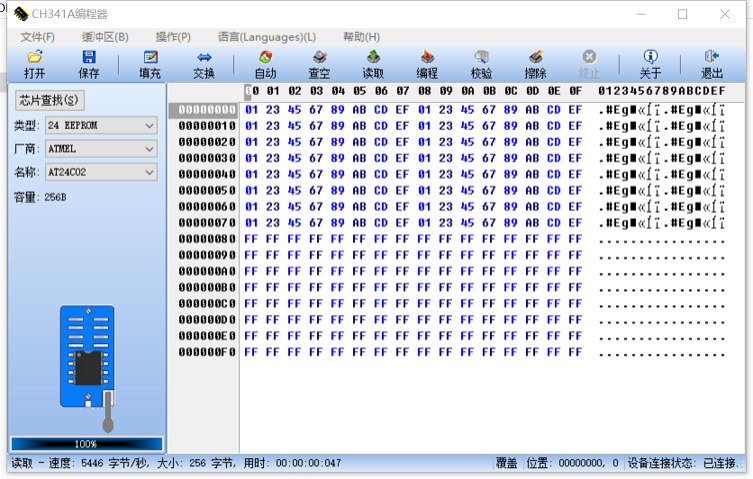 CH341A编程器
文件(F) 缓冲区(B) 操作(P) 语言(Languages)(L) 帮助(H)
打开 保存 填充 交换 自动 查空 读取 编程 校验 擦除 终止 关于 退出
芯片查找(S)
类型: 24 EEPROM
厂商: ATMEL
名称: AT24C02
容量: 256B
100%
00 01 02 03 04 05 06 07 08 09 0A 0B 0C 0D 0E 0F 0123456789ABCDEF
00000000 01 23 45 67 89 AB CD EF 01 23 45 67 89 AB CD EF .#Eg■«Íï.#Eg■«Íï
00000010 01 23 45 67 89 AB CD EF 01 23 45 67 89 AB CD EF .#Eg■«Íï.#Eg■«Íï
00000020 01 23 45 67 89 AB CD EF 01 23 45 67 89 AB CD EF .#Eg■«Íï.#Eg■«Íï
00000030 01 23 45 67 89 AB CD EF 01 23 45 67 89 AB CD EF .#Eg■«Íï.#Eg■«Íï
00000040 01 23 45 67 89 AB CD EF 01 23 45 67 89 AB CD EF .#Eg■«Íï.#Eg■«Íï
00000050 01 23 45 67 89 AB CD EF 01 23 45 67 89 AB CD EF .#Eg■«Íï.#Eg■«Íï
00000060 01 23 45 67 89 AB CD EF 01 23 45 67 89 AB CD EF .#Eg■«Íï.#Eg■«Íï
00000070 01 23 45 67 89 AB CD EF 01 23 45 67 89 AB CD EF .#Eg■«Íï.#Eg■«Íï
00000080 FF FF FF FF FF FF FF FF FF FF FF FF FF FF FF FF ................
00000090 FF FF FF FF FF FF FF FF FF FF FF FF FF FF FF FF ................
000000A0 FF FF FF FF FF FF FF FF FF FF FF FF FF FF FF FF ................
000000B0 FF FF FF FF FF FF FF FF FF FF FF FF FF FF FF FF ................
000000C0 FF FF FF FF FF FF FF FF FF FF FF FF FF FF FF FF ................
000000D0 FF FF FF FF FF FF FF FF FF FF FF FF FF FF FF FF ................
000000E0 FF FF FF FF FF FF FF FF FF FF FF FF FF FF FF FF ................
000000F0 FF FF FF FF FF FF FF FF FF FF FF FF FF FF FF FF ................
读取 - 速度: 5446 字节/秒, 大小: 256 字节, 用时: 00:00:00:047 覆盖 位置: 00000000, 0 设备连接状态: 已连接